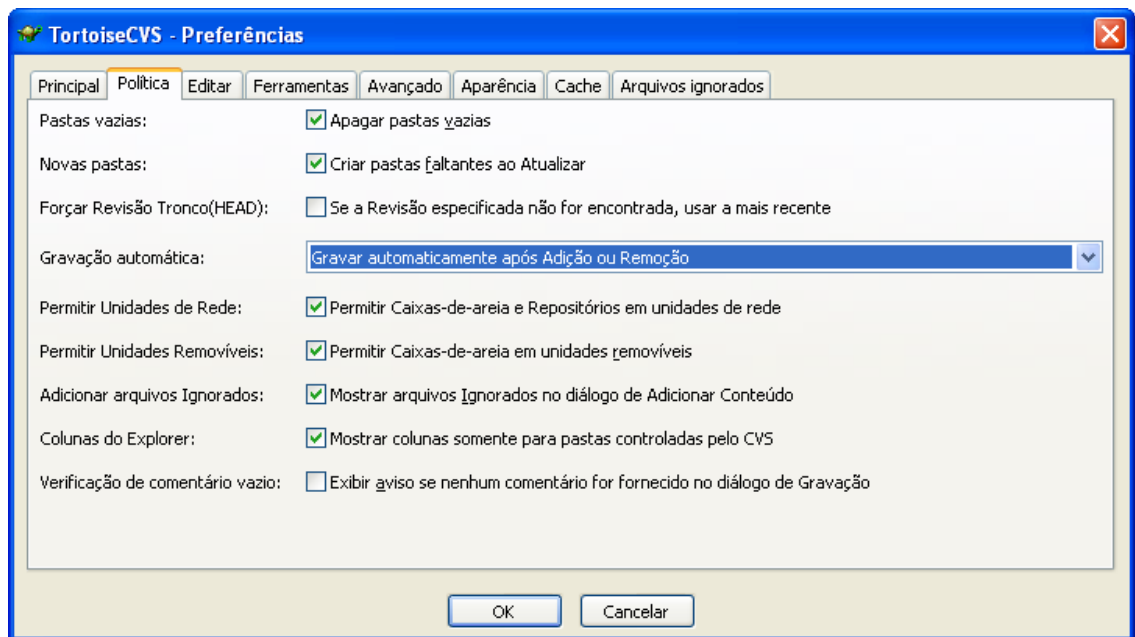 TortoiseCVS - Preferências
Principal Política Editar Ferramentas Avançado Aparência Cache Arquivos ignorados
Pastas vazias: Apagar pastas vazias
Novas pastas: Criar pastas faltantes ao Atualizar
Forçar Revisão Tronco(HEAD): Se a Revisão especificada não for encontrada, usar a mais recente
Gravação automática: Gravar automaticamente após Adição ou Remoção
Permitir Unidades de Rede: Permitir Caixas-de-areia e Repositórios em unidades de rede
Permitir Unidades Removíveis: Permitir Caixas-de-areia em unidades removíveis
Adicionar arquivos Ignorados: Mostrar arquivos Ignorados no diálogo de Adicionar Conteúdo
Colunas do Explorer: Mostrar colunas somente para pastas controladas pelo CVS
Verificação de comentário vazio: Exibir aviso se nenhum comentário for fornecido no diálogo de Gravação
OK Cancelar